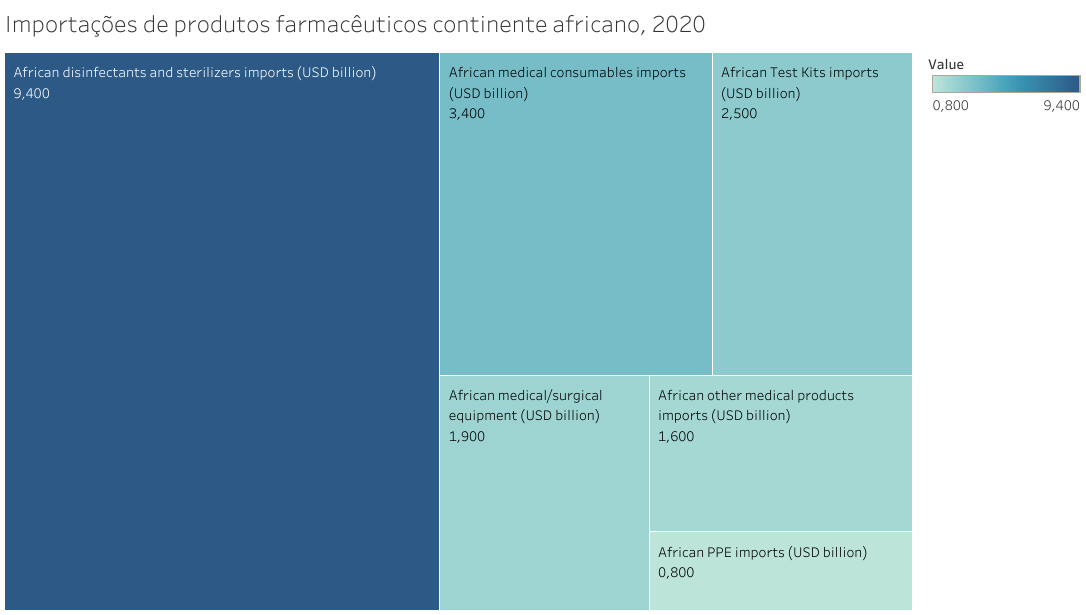 Importações de produtos farmacêuticos continente africano, 2020
African disinfectants and sterilizers imports (USD billion)
9,400
African medical consumables imports
(USD billion)
3,400
African Test Kits imports
(USD billion)
2,500
African medical/surgical
equipment (USD billion)
1,900
African other medical products
imports (USD billion)
1,600
African PPE imports (USD billion)
0,800
Value
0,800 9,400